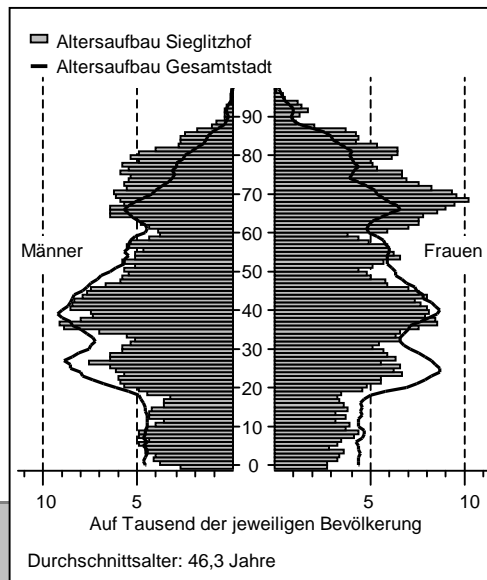 Altersaufbau Sieglitzhof
Altersaufbau Gesamtstadt
90
80
70
60
50
40
30
20
10
0
Männer
Frauen
10 5 5 10
Auf Tausend der jeweiligen Bevölkerung
Durchschnittsalter: 46,3 Jahre